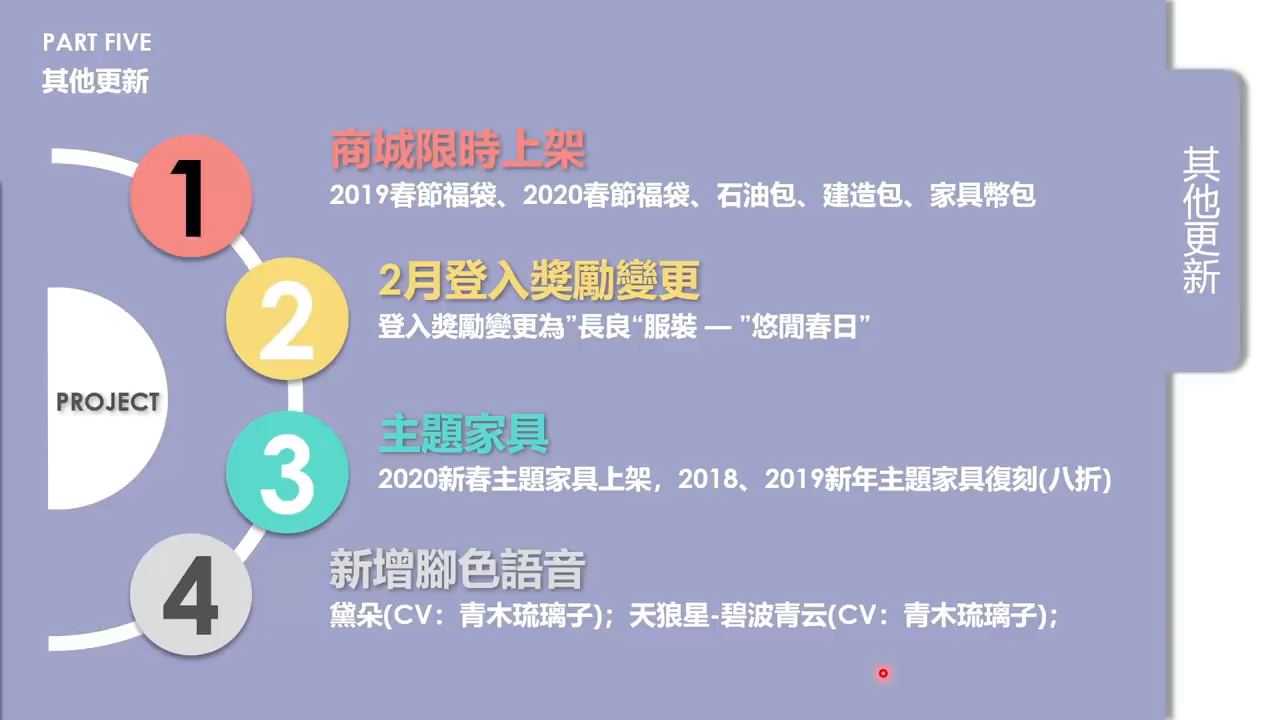 PART FIVE
其他更新
1
商城限時上架
2019春節福袋、2020春節福袋、石油包、建造包、家具幣包
2
2月登入獎勵變更
登入獎勵變更為”長良“服裝 — ”悠閒春日”
PROJECT
3
主題家具
2020新春主題家具上架，2018、2019新年主題家具復刻(八折)
4
新增腳色語音
黛朵(CV：青木琉璃子)；天狼星-碧波青云(CV：青木琉璃子)；
其他更新